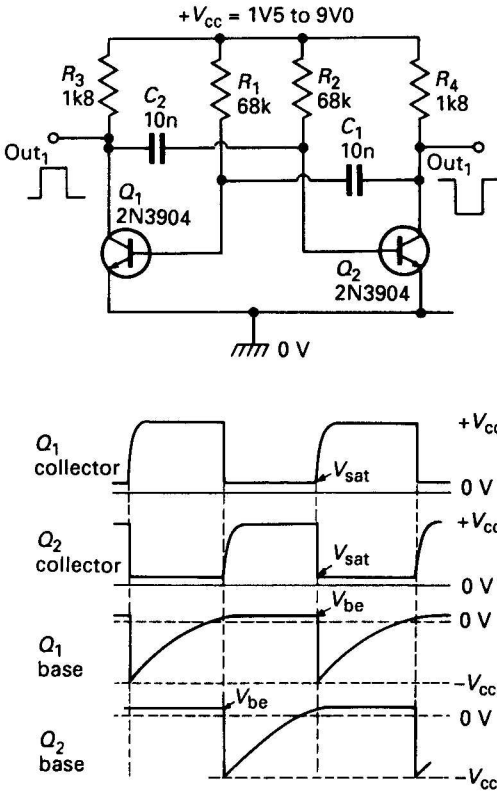 +Vcc = 1V5 to 9V0
R3
1k8
C2
10n
R1
68k
R2
68k
C1
10n
R4
1k8
Out1
Out1
Q1
2N3904
Q2
2N3904
0 V
Q1
collector
+Vcc
Vsat
0 V
Q2
collector
+Vcc
Vsat
0 V
Q1
base
Vbe
0 V
-Vcc
Q2
base
Vbe
0 V
-Vcc